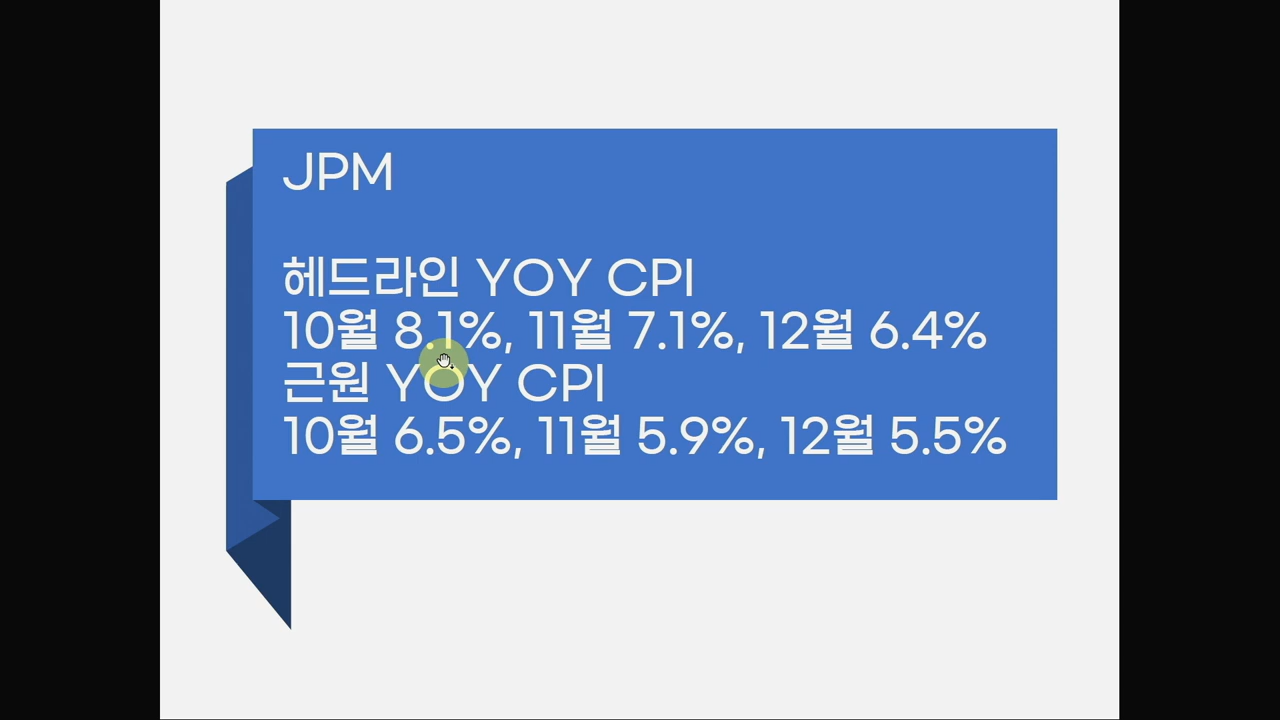 JPM
헤드라인 YOY CPI
10월 8.1%, 11월 7.1%, 12월 6.4%
근원 YOY CPI
10월 6.5%, 11월 5.9%, 12월 5.5%